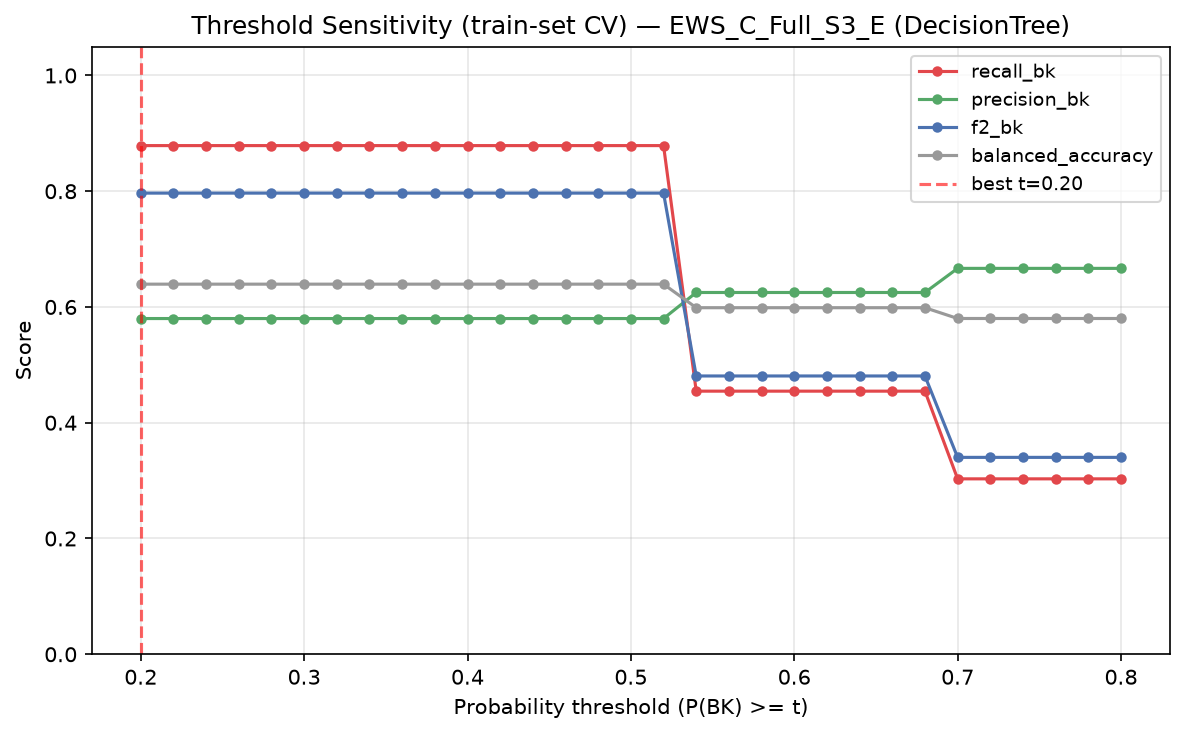 Threshold Sensitivity (train-set CV) — EWS_C_Full_S3_E (DecisionTree)
recall_bk
precision_bk
f2_bk
balanced_accuracy
best t=0.20
Score
1.0
0.8
0.6
0.4
0.2
0.0
0.2 0.3 0.4 0.5 0.6 0.7 0.8
Probability threshold (P(BK) >= t)